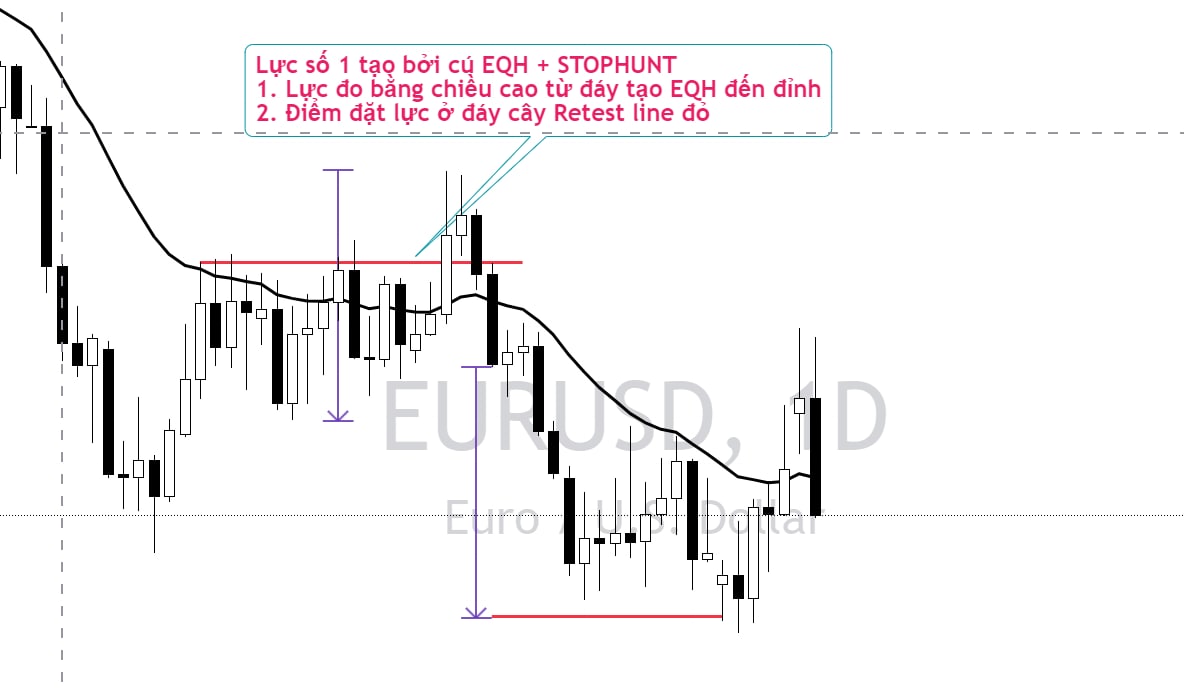 Lực số 1 tạo bởi cú EQH + STOPHUNT
1. Lực đo bằng chiều cao từ đáy tạo EQH đến đỉnh
2. Điểm đặt lực ở đáy cây Retest line đỏ
EURUSD, 1D
Euro / U.S. Dollar